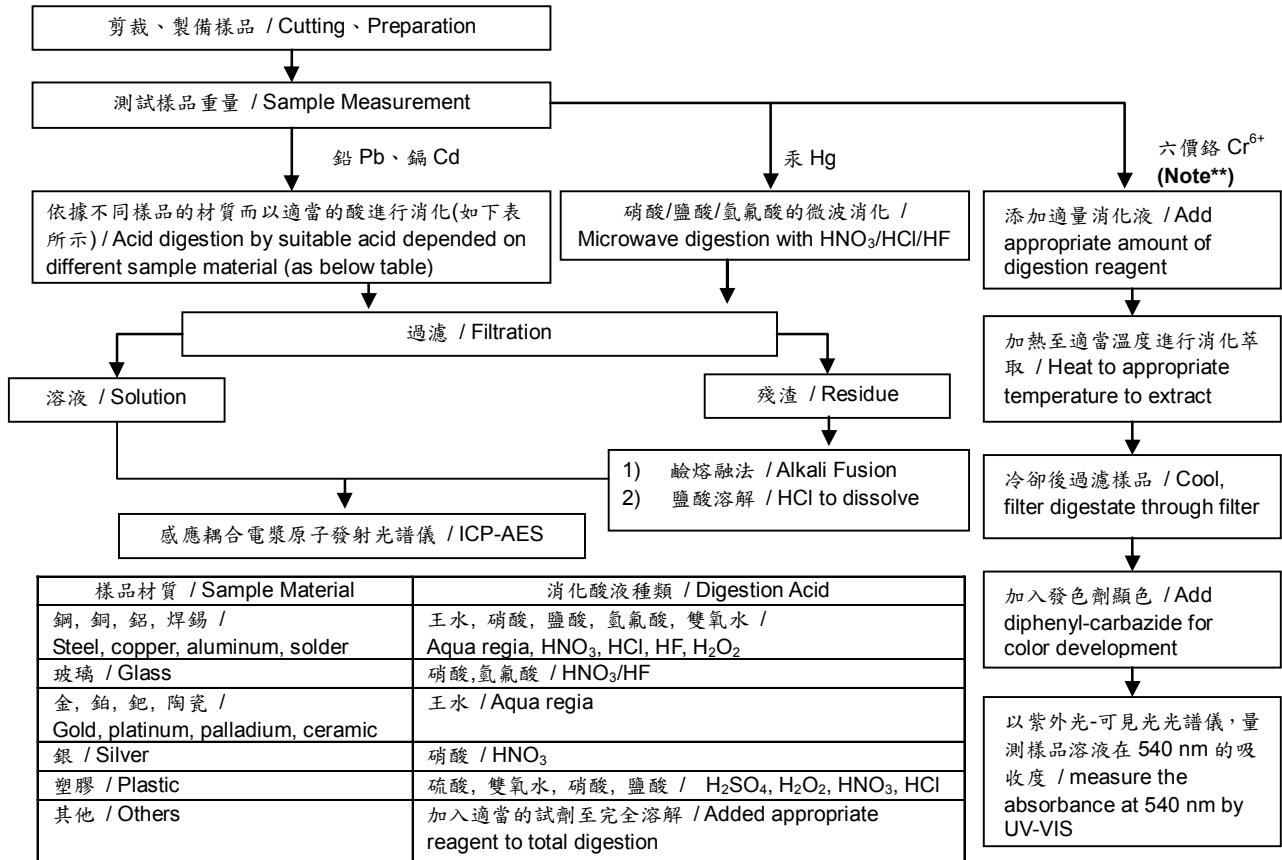 剪裁、製備樣品 / Cutting、Preparation
測試樣品重量 / Sample Measurement
鉛 Pb、鎘 Cd
汞 Hg
六價鉻 Cr⁶⁺
(Note**)
依據不同樣品的材質而以適當的酸進行消化(如下表
所示) / Acid digestion by suitable acid depended on
different sample material (as below table)
硝酸/鹽酸/氫氟酸的微波消化 /
Microwave digestion with HNO₃/HCl/HF
添加適量消化液 / Add
appropriate amount of
digestion reagent
過濾 / Filtration
加熱至適當溫度進行消化萃
取 / Heat to appropriate
temperature to extract
溶液 / Solution
殘渣 / Residue
1) 鹼熔融法 / Alkali Fusion
2) 鹽酸溶解 / HCl to dissolve
冷卻後過濾樣品 / Cool,
filter digestate through filter
感應耦合電漿原子發射光譜儀 / ICP-AES
加入發色劑顯色 / Add
diphenyl-carbazide for
color development
以紫外光-可見光光譜儀，量
測樣品溶液在 540 nm 的吸
收度 / measure the
absorbance at 540 nm by
UV-VIS
樣品材質 / Sample Material
消化酸液種類 / Digestion Acid
鋼, 銅, 鋁, 焊錫 /
Steel, copper, aluminum, solder
王水, 硝酸, 鹽酸, 氫氟酸, 雙氧水 /
Aqua regia, HNO₃, HCl, HF, H₂O₂
玻璃 / Glass
硝酸,氫氟酸 / HNO₃/HF
金, 鉑, 鈀, 陶瓷 /
Gold, platinum, palladium, ceramic
王水 / Aqua regia
銀 / Silver
硝酸 / HNO₃
塑膠 / Plastic
硫酸, 雙氧水, 硝酸, 鹽酸 / H₂SO₄, H₂O₂, HNO₃, HCl
其他 / Others
加入適當的試劑至完全溶解 / Added appropriate
reagent to total digestion